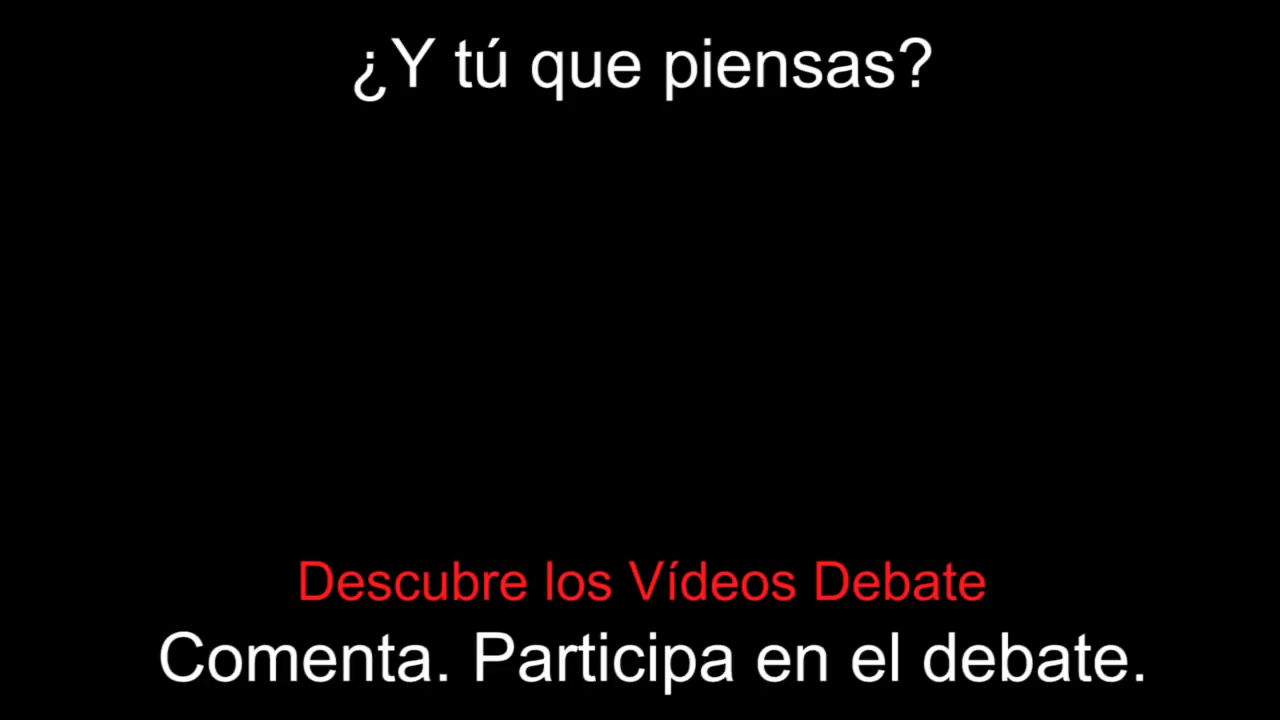 ¿Y tú que piensas?
Descubre los Vídeos Debate
Comenta. Participa en el debate.